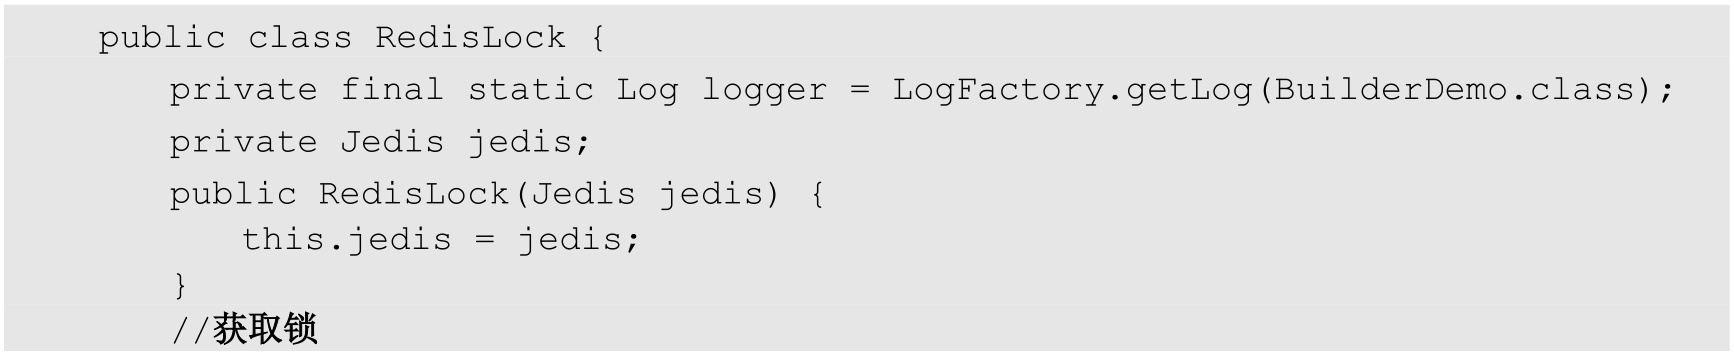 public class RedisLock {
private final static Log logger = LogFactory.getLog(BuilderDemo.class);
private Jedis jedis;
public RedisLock(Jedis jedis) {
this.jedis = jedis;
}
//获取锁